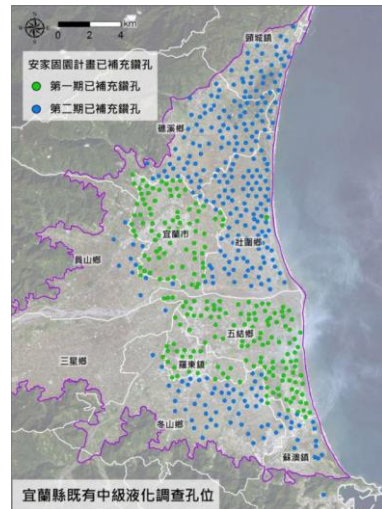 0 2 4
km
安家固園計畫已補充鑽孔
第一期已補充鑽孔
第二期已補充鑽孔
頭城鎮
礁溪鄉
宜蘭市
壯圍鄉
員山鄉
五結鄉
三星鄉
羅東鎮
冬山鄉
蘇澳鎮
宜蘭縣既有中級液化調查孔位